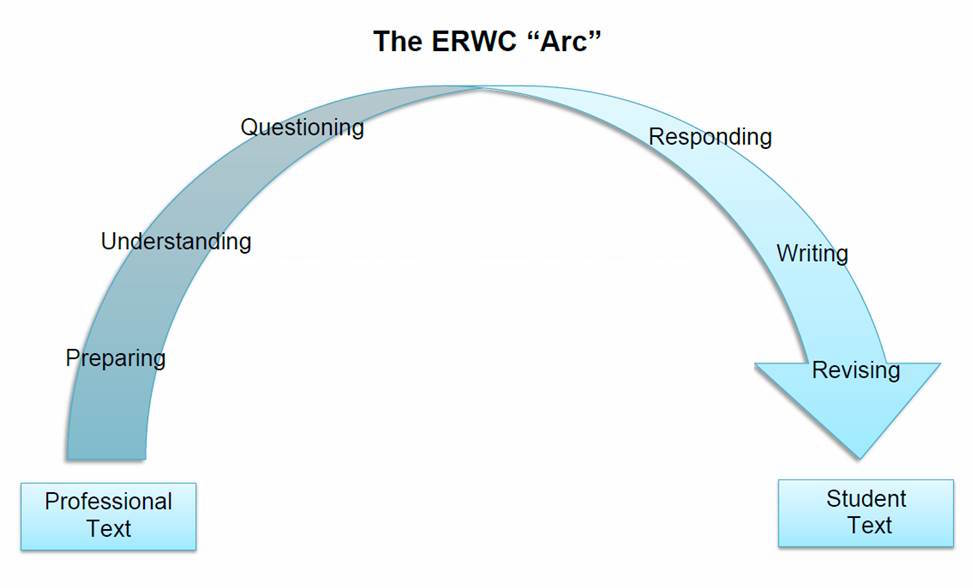 The ERWC “Arc”
Questioning
Understanding
Preparing
Professional
Text
Responding
Writing
Revising
Student
Text